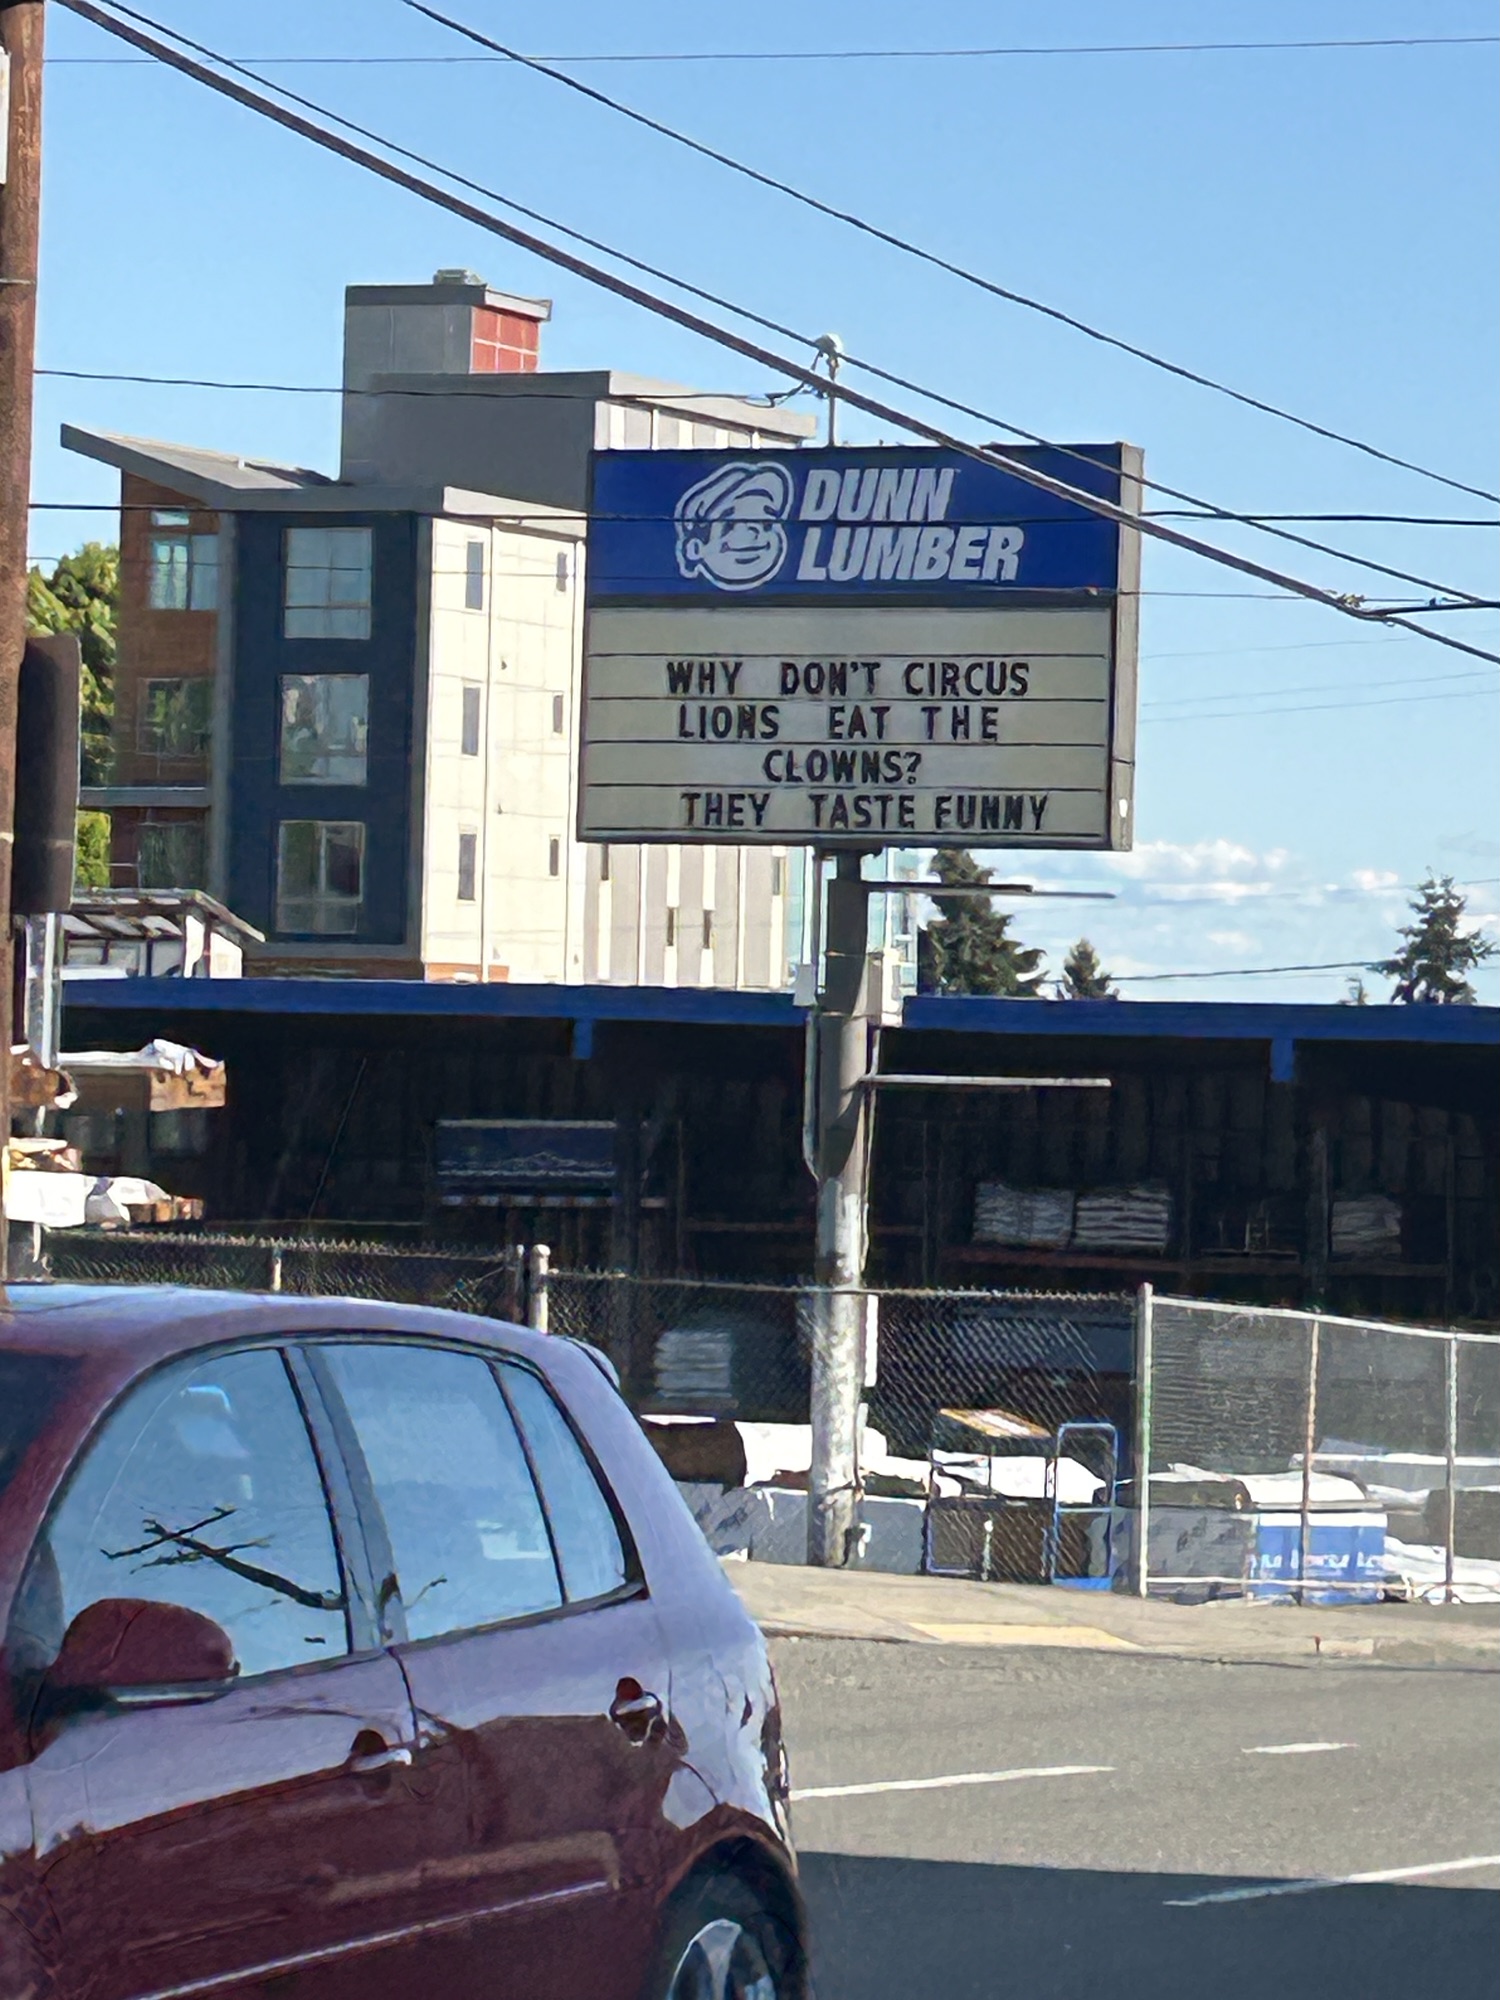 DUNN
LUMBER
WHY DON'T CIRCUS
LIONS EAT THE
CLOWNS?
THEY TASTE FUNNY